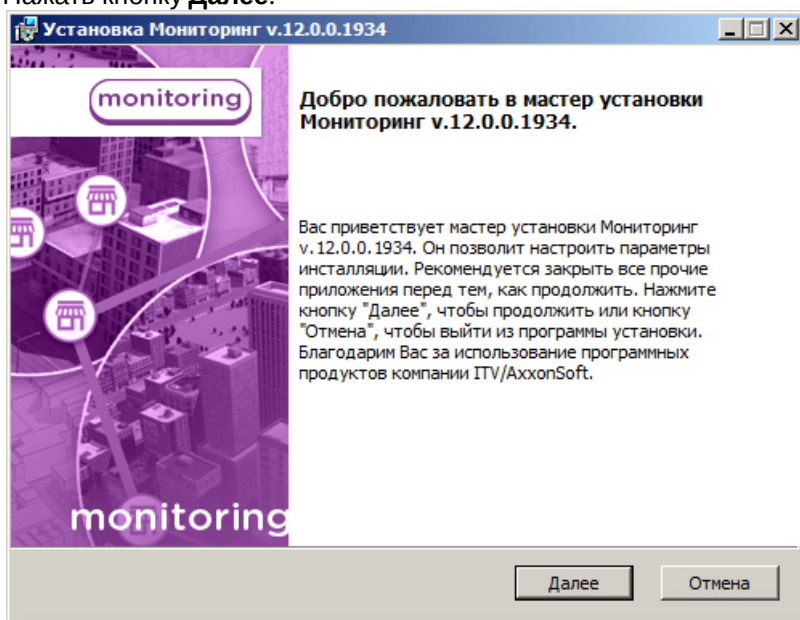 Нажать кнопку Далее.
Установка Мониторинг v.12.0.0.1934
monitoring
Добро пожаловать в мастер установки
Мониторинг v.12.0.0.1934.
Вас приветствует мастер установки Мониторинг
v.12.0.0.1934. Он позволит настроить параметры
инсталляции. Рекомендуется закрыть все прочие
приложения перед тем, как продолжить. Нажмите
кнопку "Далее", чтобы продолжить или кнопку
"Отмена", чтобы выйти из программы установки.
Благодарим Вас за использование программных
продуктов компании ITV/AxxonSoft.
monitoring
Далее
Отмена